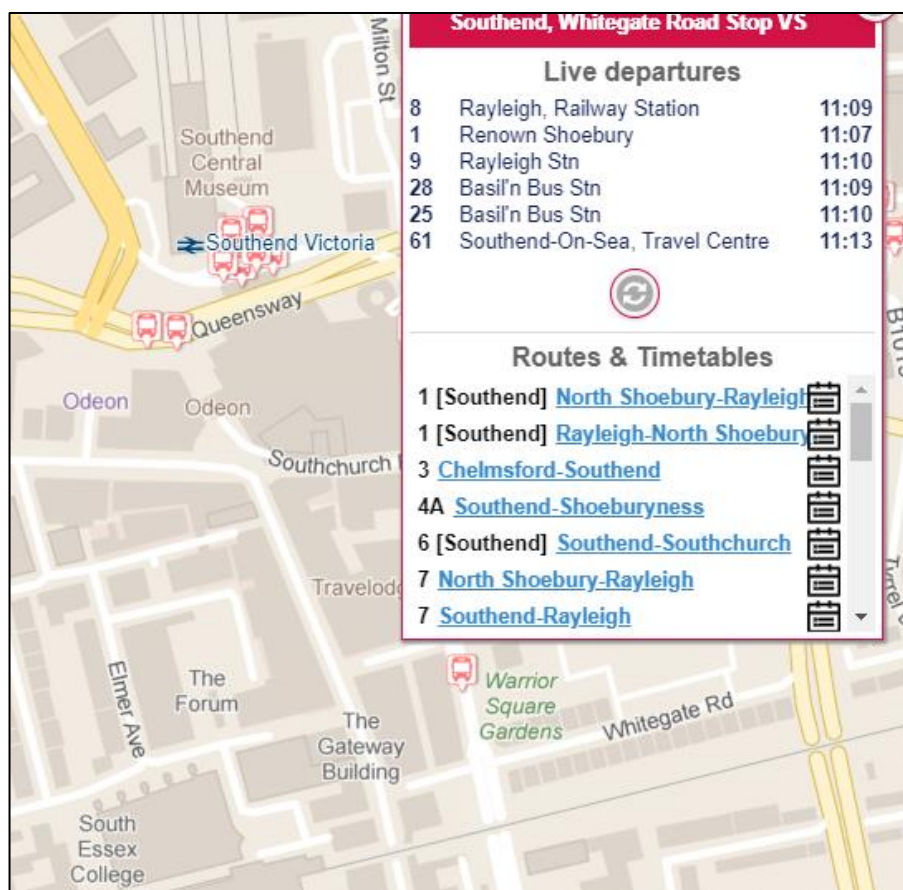 Southend, Whitegate Road Stop VS
Live departures
8 Rayleigh, Railway Station 11:09
1 Renown Shoebury 11:07
9 Rayleigh Stn 11:10
28 Basil'n Bus Stn 11:09
25 Basil'n Bus Stn 11:10
61 Southend-On-Sea, Travel Centre 11:13
Routes & Timetables
1 [Southend] North Shoebury-Rayleigh
1 [Southend] Rayleigh-North Shoebury
3 Chelmsford-Southend
4A Southend-Shoeburyness
6 [Southend] Southend-Southchurch
7 North Shoebury-Rayleigh
7 Southend-Rayleigh
Milton St
Southend
Central
Museum
Southend Victoria
Queensway
Odeon
Odeon
Southchurch
Travelodg
Elmer Ave
The
Forum
The
Gateway
Building
Warrior
Square
Gardens
Whitegate Rd
South
Essex
College